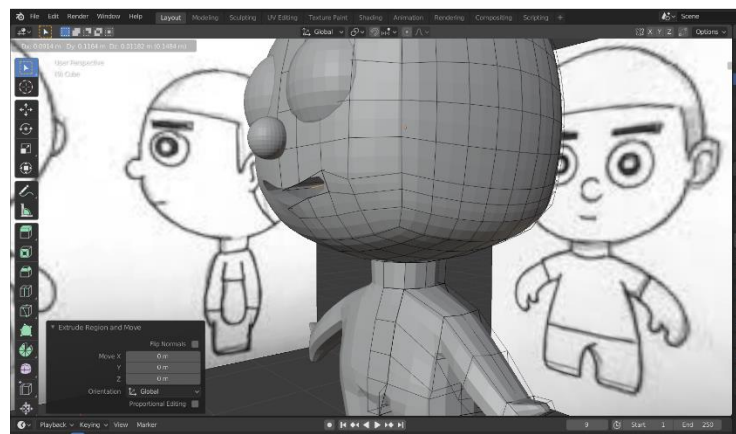 File Edit Render Window Help Layout Modeling Sculpting UV Editing Texture Paint Shading Animation Rendering Compositing Scripting + Scene
Global X Y Z Options
User Perspective
Extrude Region and Move
Flip Normals
Move X 0 m
Y 0 m
Z 0 m
Orientation Global
Proportional Editing
Playback Keying View Marker 9 Start 1 End 250